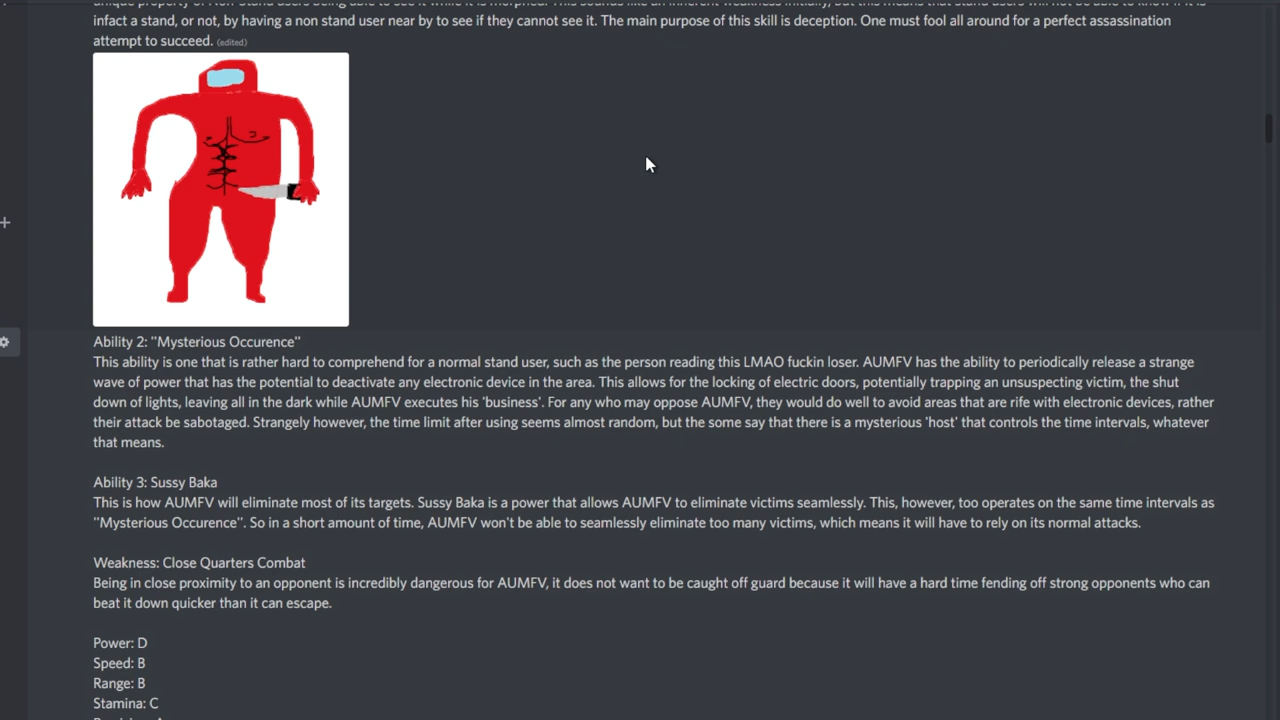 infact a stand, or not, by having a non stand user near by to see if they cannot see it. The main purpose of this skill is deception. One must fool all around for a perfect assassination
attempt to succeed. (edited)
Ability 2: "Mysterious Occurence"
This ability is one that is rather hard to comprehend for a normal stand user, such as the person reading this LMAO fuckin loser. AUMFV has the ability to periodically release a strange
wave of power that has the potential to deactivate any electronic device in the area. This allows for the locking of electric doors, potentially trapping an unsuspecting victim, the shut
down of lights, leaving all in the dark while AUMFV executes his 'business'. For any who may oppose AUMFV, they would do well to avoid areas that are rife with electronic devices, rather
their attack be sabotaged. Strangely however, the time limit after using seems almost random, but the some say that there is a mysterious 'host' that controls the time intervals, whatever
that means.
Ability 3: Sussy Baka
This is how AUMFV will eliminate most of its targets. Sussy Baka is a power that allows AUMFV to eliminate victims seamlessly. This, however, too operates on the same time intervals as
"Mysterious Occurence". So in a short amount of time, AUMFV won't be able to seamlessly eliminate too many victims, which means it will have to rely on its normal attacks.
Weakness: Close Quarters Combat
Being in close proximity to an opponent is incredibly dangerous for AUMFV, it does not want to be caught off guard because it will have a hard time fending off strong opponents who can
beat it down quicker than it can escape.
Power: D
Speed: B
Range: B
Stamina: C